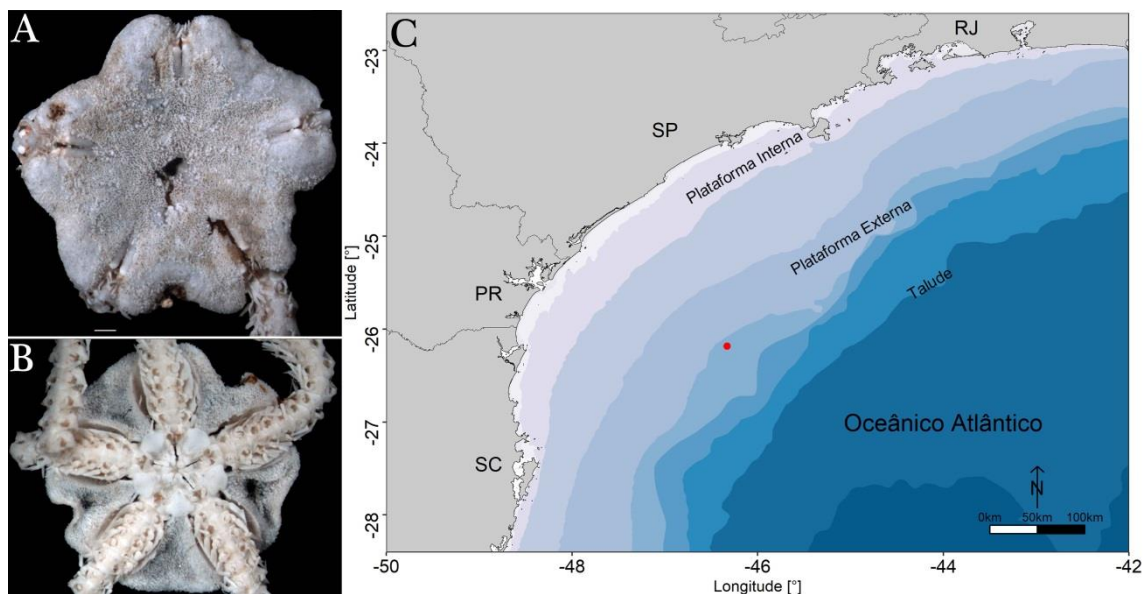 A
B
C
RJ
SP
PR
SC
Plataforma Interna
Plataforma Externa
Talude
Oceânico Atlântico
N
0km 50km 100km
Latitude [°]
-23
-24
-25
-26
-27
-28
-50 -48 -46 -44 -42
Longitude [°]